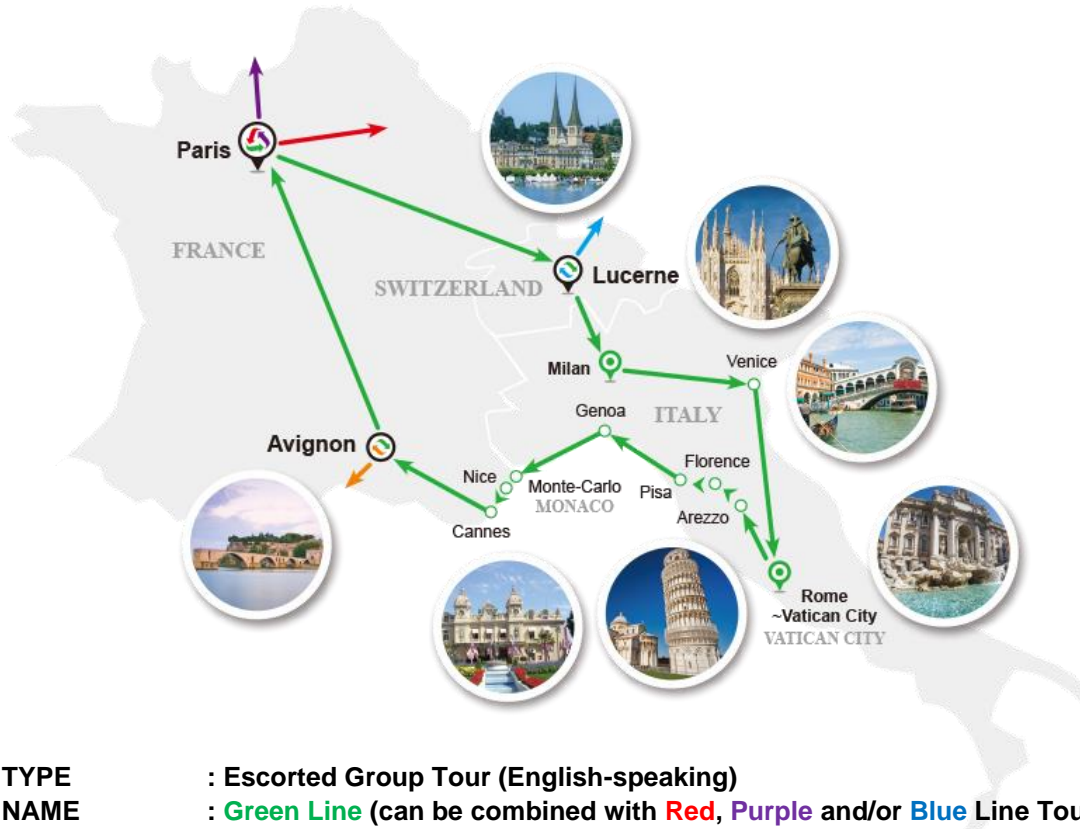 Paris
FRANCE
SWITZERLAND
Lucerne
Milan
Venice
ITALY
Genoa
Avignon
Florence
Nice
Monte-Carlo
MONACO
Pisa
Arezzo
Cannes
Rome
~Vatican City
VATICAN CITY
TYPE : Escorted Group Tour (English-speaking)
NAME : Green Line (can be combined with Red, Purple and/or Blue Line